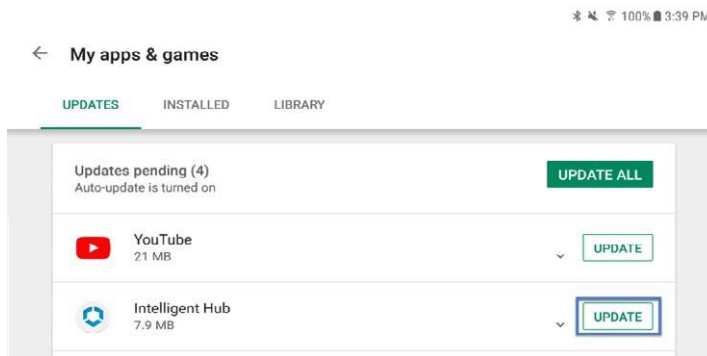 100% 3:39 PM
My apps & games
UPDATES INSTALLED LIBRARY
Updates pending (4)
Auto-update is turned on
UPDATE ALL
YouTube
21 MB
UPDATE
Intelligent Hub
7.9 MB
UPDATE